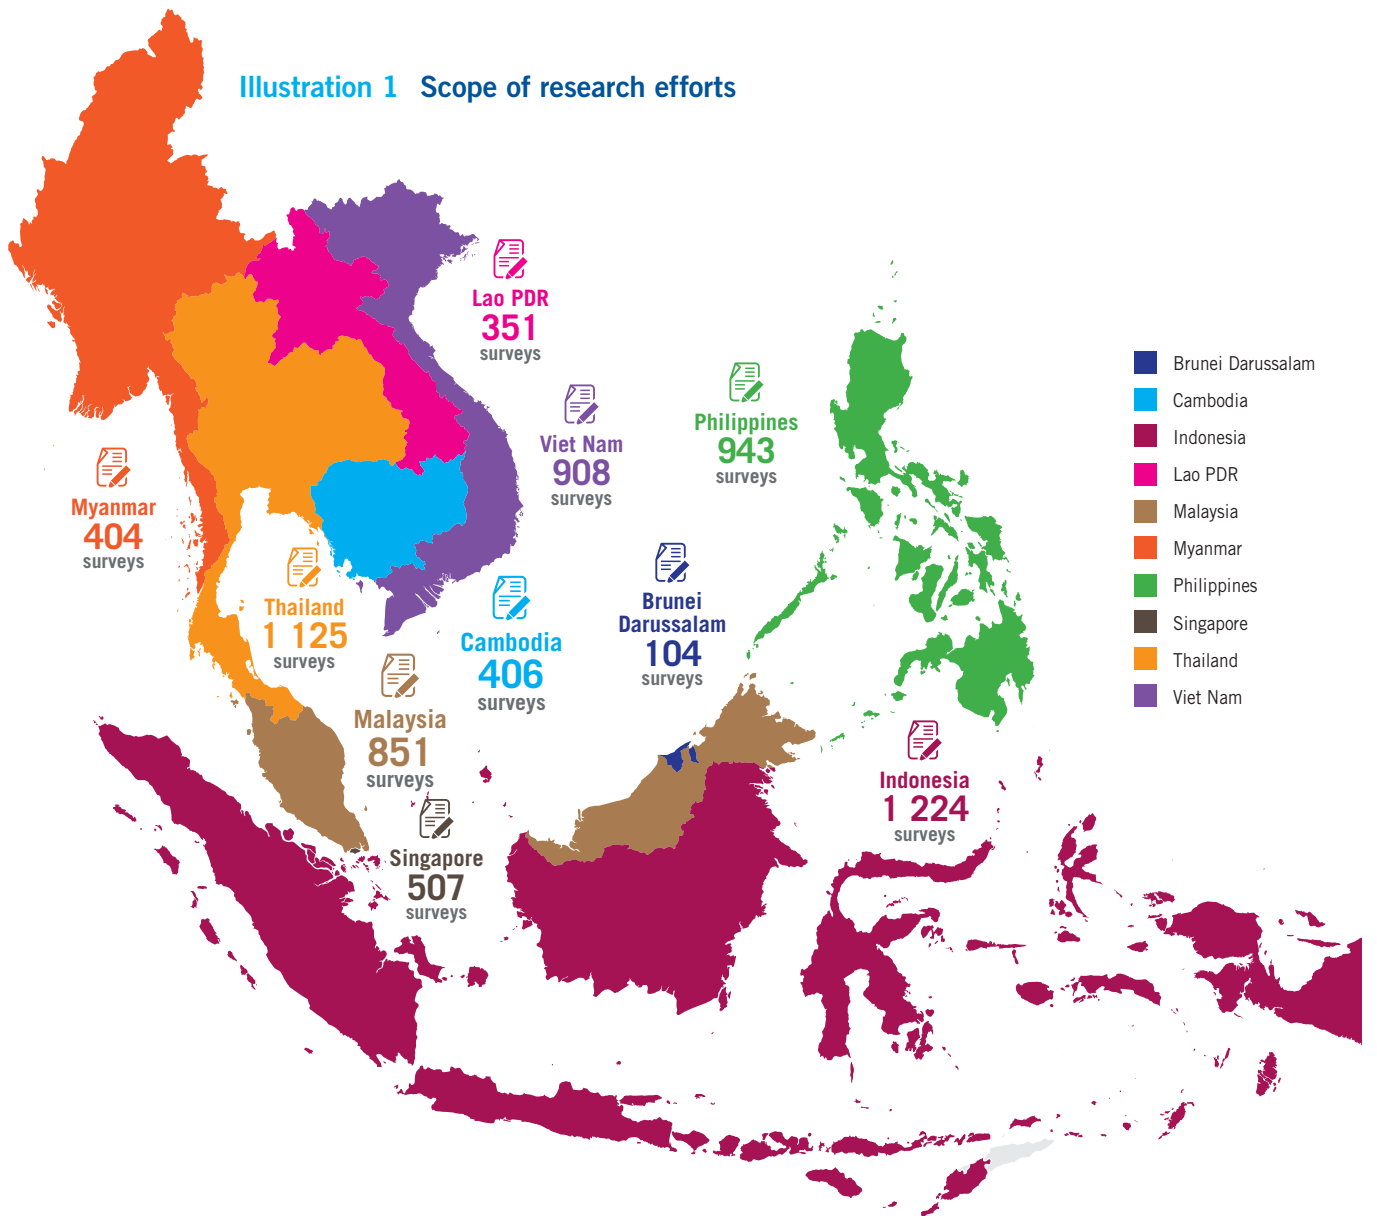 Illustration 1 Scope of research efforts
Lao PDR
351
surveys
Viet Nam
908
surveys
Philippines
943
surveys
Myanmar
404
surveys
Thailand
1 125
surveys
Cambodia
406
surveys
Brunei
Darussalam
104
surveys
Malaysia
851
surveys
Singapore
507
surveys
Indonesia
1 224
surveys
Brunei Darussalam
Cambodia
Indonesia
Lao PDR
Malaysia
Myanmar
Philippines
Singapore
Thailand
Viet Nam